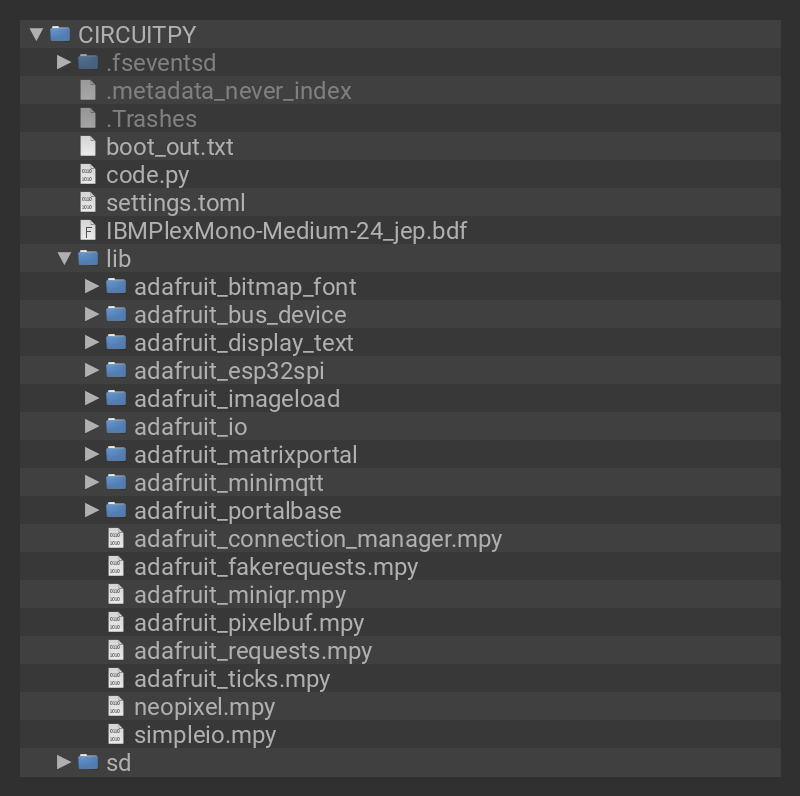 CIRCUITPY
.fseventsd
.metadata_never_index
.Trashes
boot_out.txt
code.py
settings.toml
IBMPlexMono-Medium-24_jep.bdf
lib
adafruit_bitmap_font
adafruit_bus_device
adafruit_display_text
adafruit_esp32spi
adafruit_imageload
adafruit_io
adafruit_matrixportal
adafruit_minimqtt
adafruit_portalbase
adafruit_connection_manager.mpy
adafruit_fakerequests.mpy
adafruit_miniqr.mpy
adafruit_pixelbuf.mpy
adafruit_requests.mpy
adafruit_ticks.mpy
neopixel.mpy
simpleio.mpy
sd